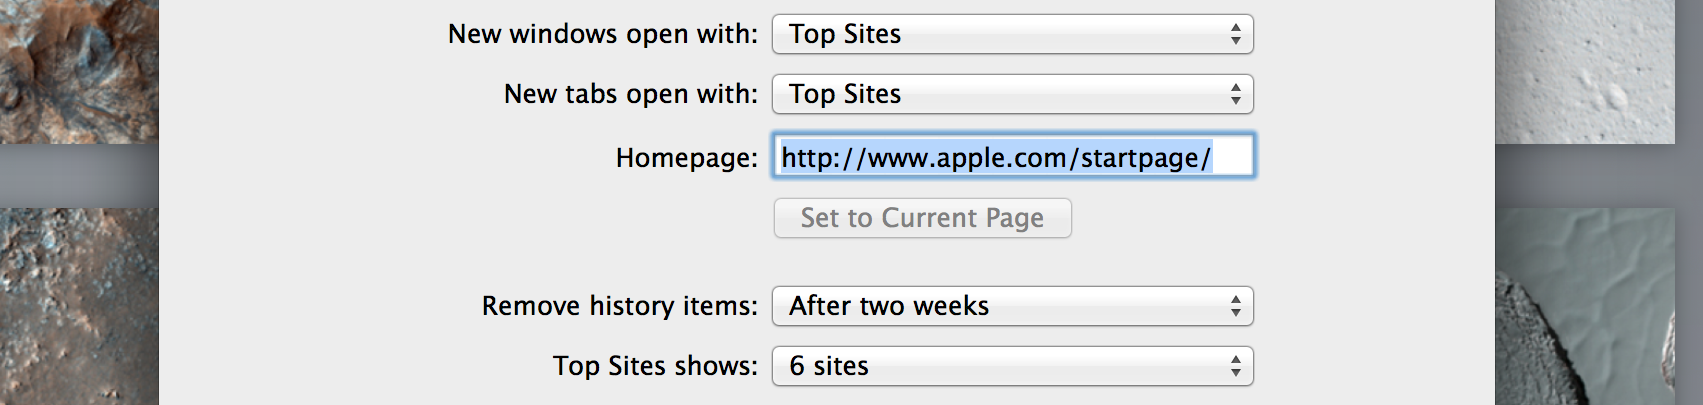 New windows open with: Top Sites
New tabs open with: Top Sites
Homepage: http://www.apple.com/startpage/
Set to Current Page
Remove history items: After two weeks
Top Sites shows: 6 sites